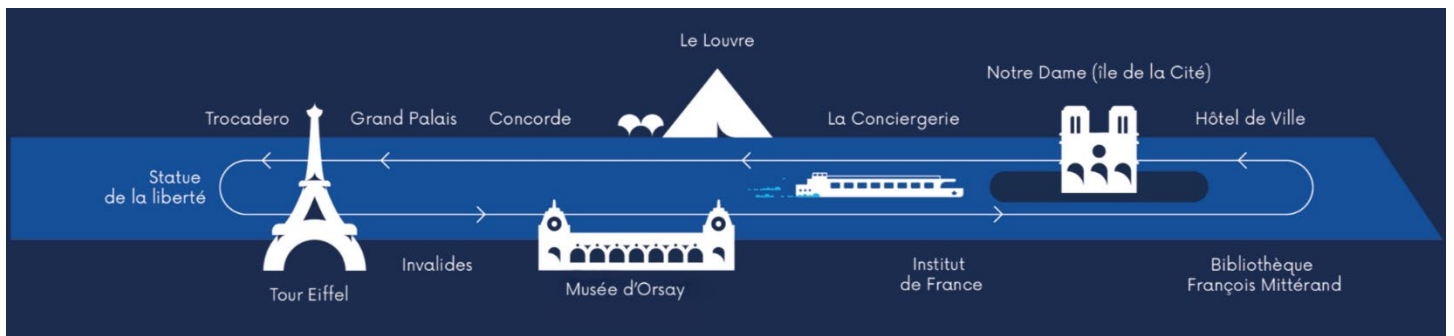 Le Louvre
Notre Dame (île de la Cité)
Trocadero
Grand Palais
Concorde
La Conciergerie
Hôtel de Ville
Statue
de la liberté
Invalides
Institut
de France
Bibliothèque
François Mittérand
Tour Eiffel
Musée d'Orsay